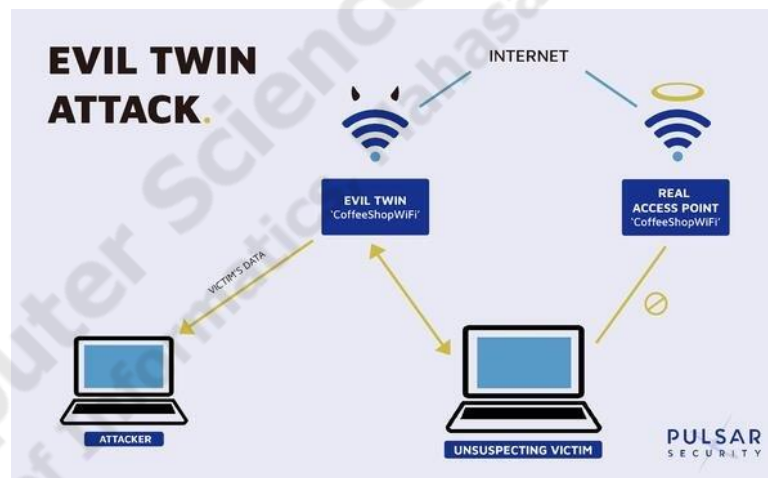 EVIL TWIN
ATTACK.
INTERNET
EVIL TWIN
'CoffeeShopWiFi'
REAL
ACCESS POINT
'CoffeeShopWiFi'
VICTIM'S DATA
ATTACKER
UNSUSPECTING VICTIM
PULSAR
SECURITY